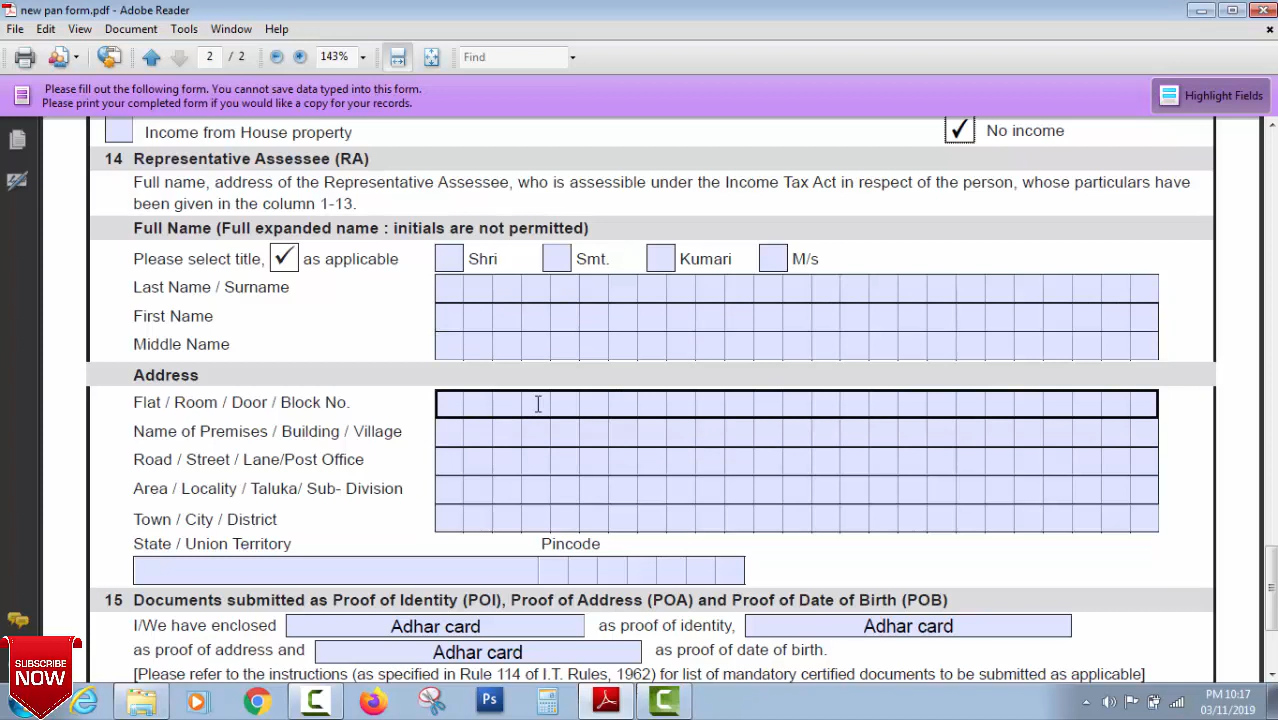 new pan form.pdf - Adobe Reader
File Edit View Document Tools Window Help
2 / 2 143% Find
Please fill out the following form. You cannot save data typed into this form.
Please print your completed form if you would like a copy for your records.
Highlight Fields
Income from House property No income
14 Representative Assessee (RA)
Full name, address of the Representative Assessee, who is assessible under the Income Tax Act in respect of the person, whose particulars have
been given in the column 1-13.
Full Name (Full expanded name : initials are not permitted)
Please select title, ✓ as applicable Shri Smt. Kumari M/s
Last Name / Surname
First Name
Middle Name
Address
Flat / Room / Door / Block No.
Name of Premises / Building / Village
Road / Street / Lane/Post Office
Area / Locality / Taluka/ Sub- Division
Town / City / District
State / Union Territory Pincode
15 Documents submitted as Proof of Identity (POI), Proof of Address (POA) and Proof of Date of Birth (POB)
I/We have enclosed Adhar card as proof of identity, Adhar card
as proof of address and Adhar card as proof of date of birth.
[Please refer to the instructions (as specified in Rule 114 of I.T. Rules, 1962) for list of mandatory certified documents to be submitted as applicable]
SUBSCRIBE
NOW
Ps
PM 10:17
03/11/2019